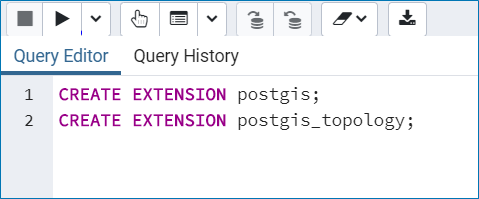 Query Editor Query History
1 CREATE EXTENSION postgis;
2 CREATE EXTENSION postgis_topology;